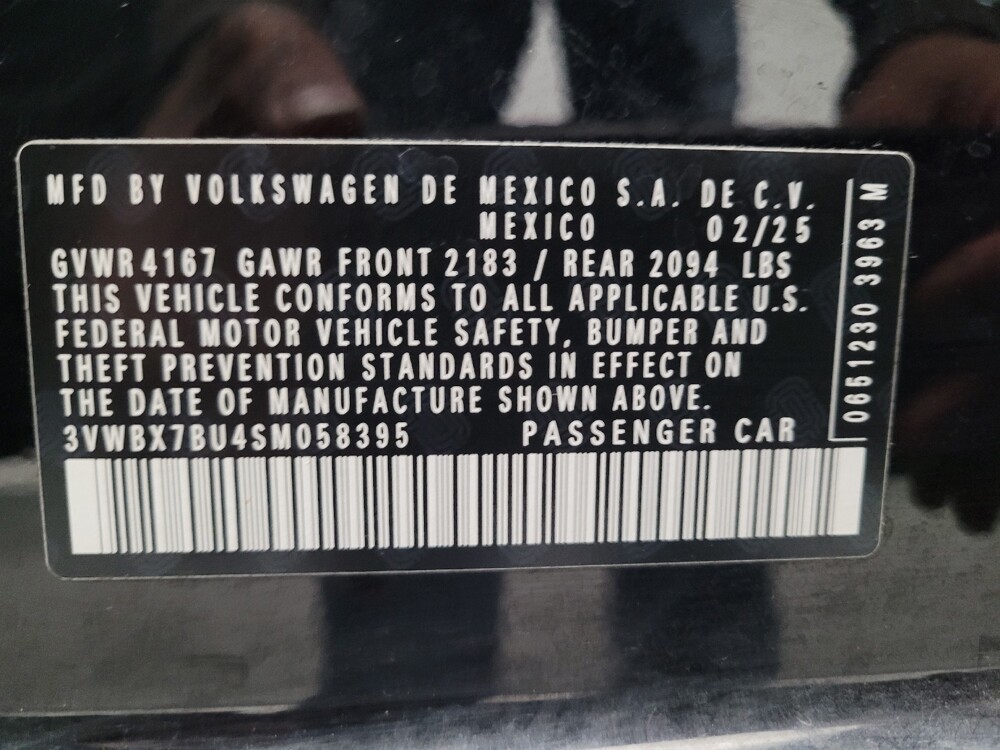 MFD BY VOLKSWAGEN DE MEXICO S.A. DE C.V.
MEXICO 02/25
GVWR 4167 GAWR FRONT 2183 / REAR 2094 LBS
THIS VEHICLE CONFORMS TO ALL APPLICABLE U.S.
FEDERAL MOTOR VEHICLE SAFETY, BUMPER AND
THEFT PREVENTION STANDARDS IN EFFECT ON
THE DATE OF MANUFACTURE SHOWN ABOVE.
3VWBX7BU4SM058395 PASSENGER CAR
0651230 3963 M